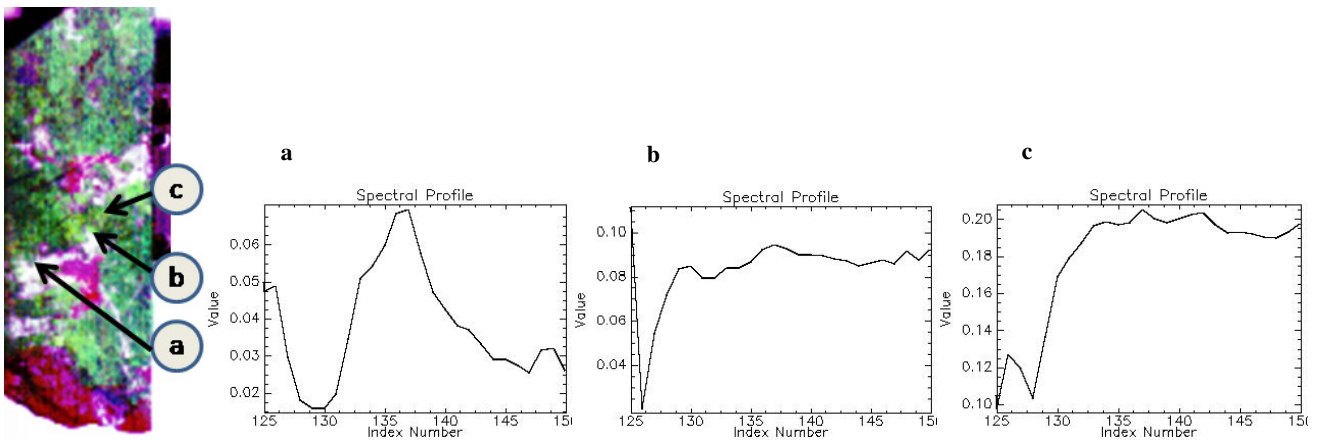 c
b
a
a
Spectral Profile
Value
0.06
0.05
0.04
0.03
0.02
125 130 135 140 145 150
Index Number
b
Spectral Profile
Value
0.10
0.08
0.06
0.04
125 130 135 140 145 150
Index Number
c
Spectral Profile
Value
0.20
0.18
0.16
0.14
0.12
0.10
125 130 135 140 145 150
Index Number